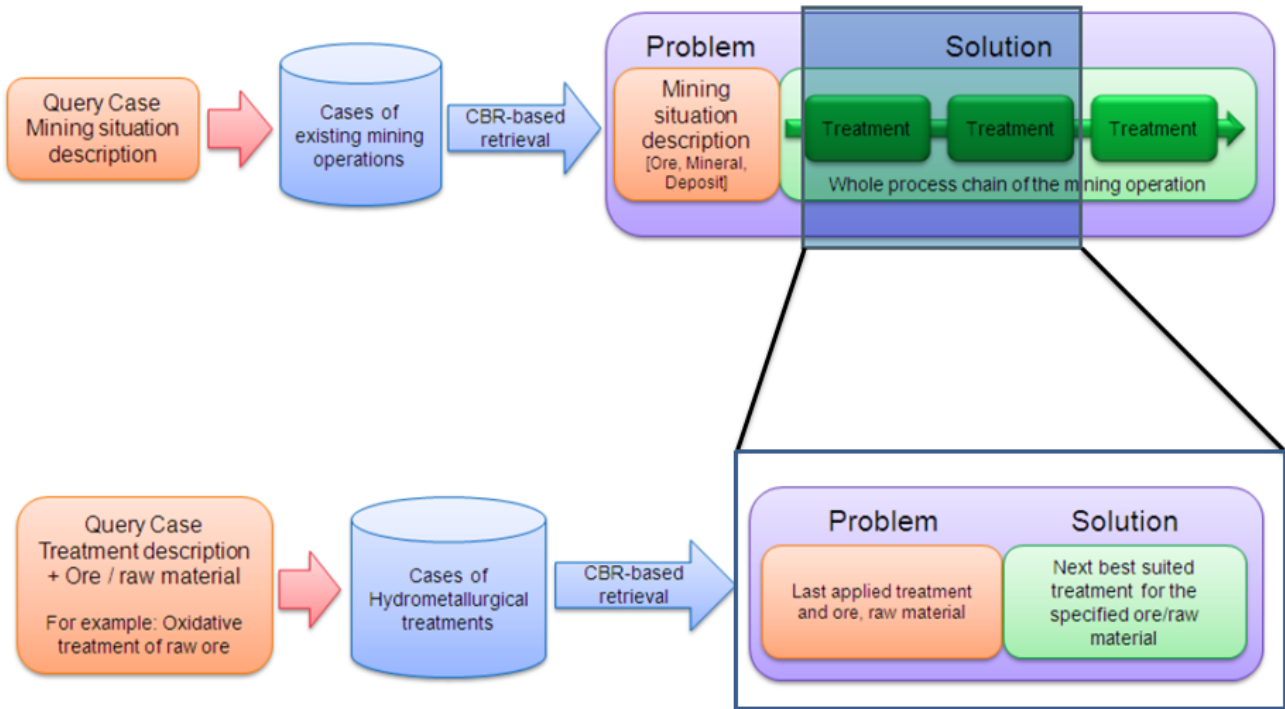 Query Case
Mining situation
description
Cases of
existing mining
operations
CBR-based
retrieval
Problem
Solution
Mining
situation
description
[Ore, Mineral,
Deposit]
Treatment
Treatment
Treatment
Whole process chain of the mining operation
Query Case
Treatment description
+ Ore / raw material
For example: Oxidative
treatment of raw ore
Cases of
Hydrometallurgical
treatments
CBR-based
retrieval
Problem
Solution
Last applied treatment
and ore, raw material
Next best suited
treatment for the
specified ore/raw
material